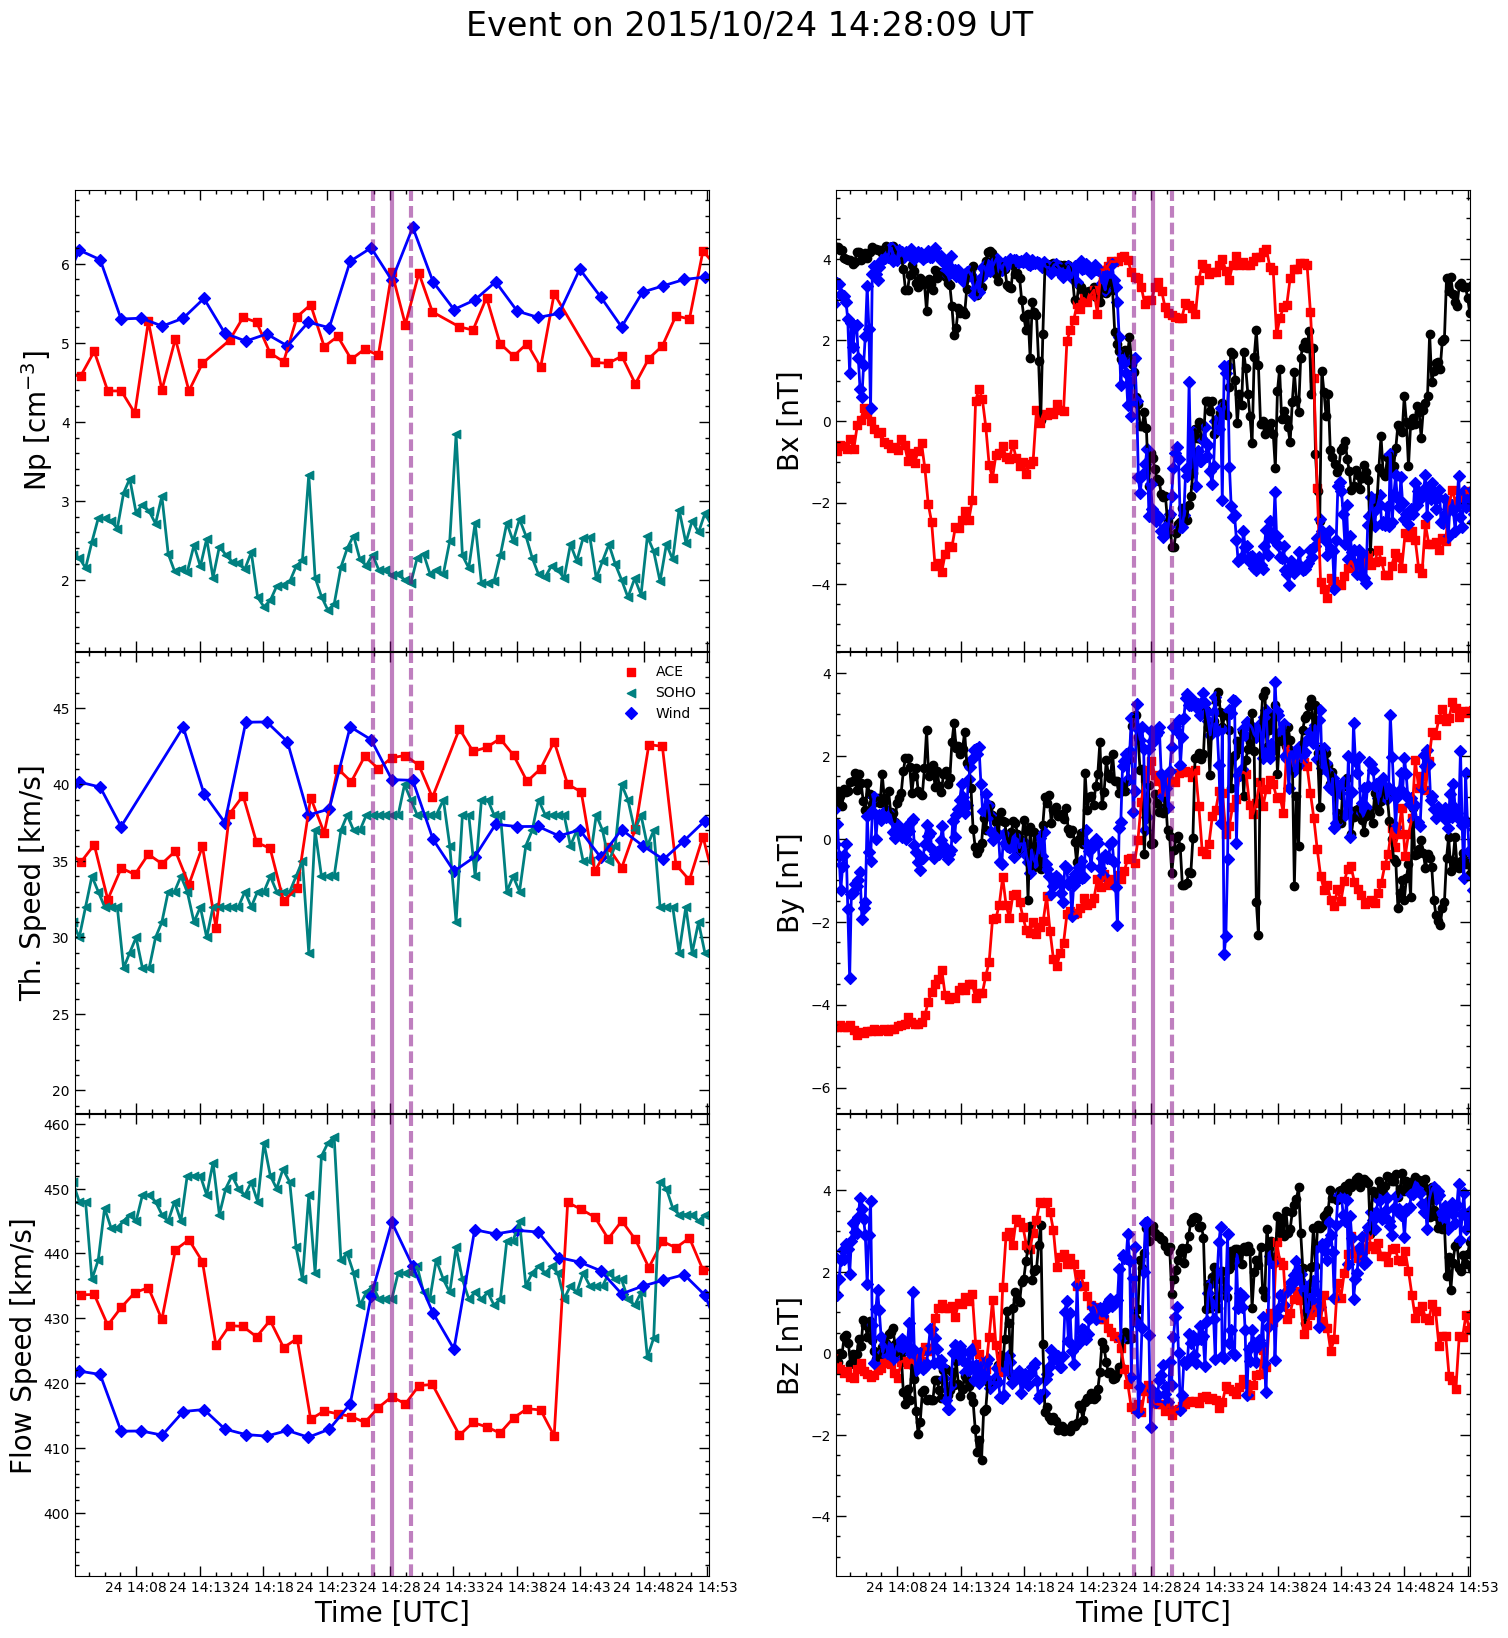 Event on 2015/10/24 14:28:09 UT
Np [cm⁻³]
6
5
4
3
2
Bx [nT]
4
2
0
−2
−4
Th. Speed [km/s]
45
40
35
30
25
20
ACE
SOHO
Wind
By [nT]
4
2
0
−2
−4
−6
Flow Speed [km/s]
460
450
440
430
420
410
400
Bz [nT]
4
2
0
−2
−4
24 14:08 24 14:13 24 14:18 24 14:23 24 14:28 24 14:33 24 14:38 24 14:43 24 14:48 24 14:53
Time [UTC]
24 14:08 24 14:13 24 14:18 24 14:23 24 14:28 24 14:33 24 14:38 24 14:43 24 14:48 24 14:53
Time [UTC]